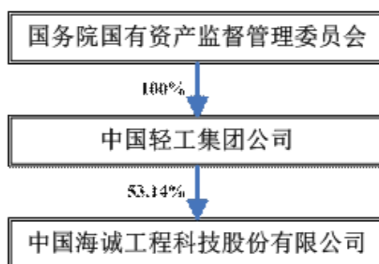 国务院国有资产监督管理委员会
100%
中国轻工集团公司
53.14%
中国海诚工程科技股份有限公司